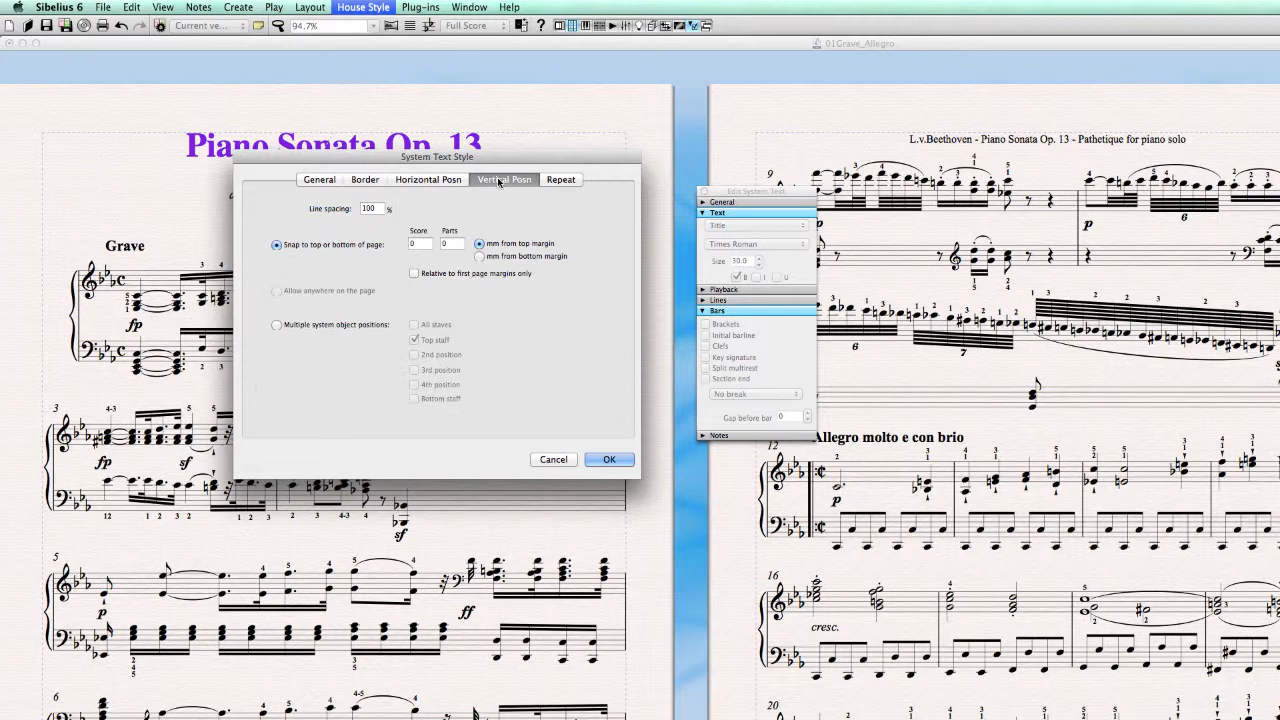 Sibelius 6 File Edit View Notes Create Play Layout House Style Plug-ins Window Help
Current ve... 94.7% Full Score
01Grave_Allegro
Piano Sonata Op. 13
System Text Style
General Border Horizontal Posn Vertical Posn Repeat
Line spacing: 100 %
Score Parts
Snap to top or bottom of page: 0 0 mm from top margin
mm from bottom margin
Relative to first page margins only
Allow anywhere on the page
Multiple system object positions: All staves
Top staff
2nd position
3rd position
4th position
Bottom staff
Cancel OK
Grave
fp
3
fp sf
sf
5
p ff
6
L.v.Beethoven - Piano Sonata Op. 13 - Pathetique for piano solo
9
p
Edit System Text
General
Text
Title
Times Roman
Size 30.0
B I U
Playback
Lines
Bars
Brackets
Initial barline
Clefs
Key signature
Split multirest
Section end
No break
Gap before bar 0
Notes
12
Allegro molto e con brio
p
16
cresc.
20